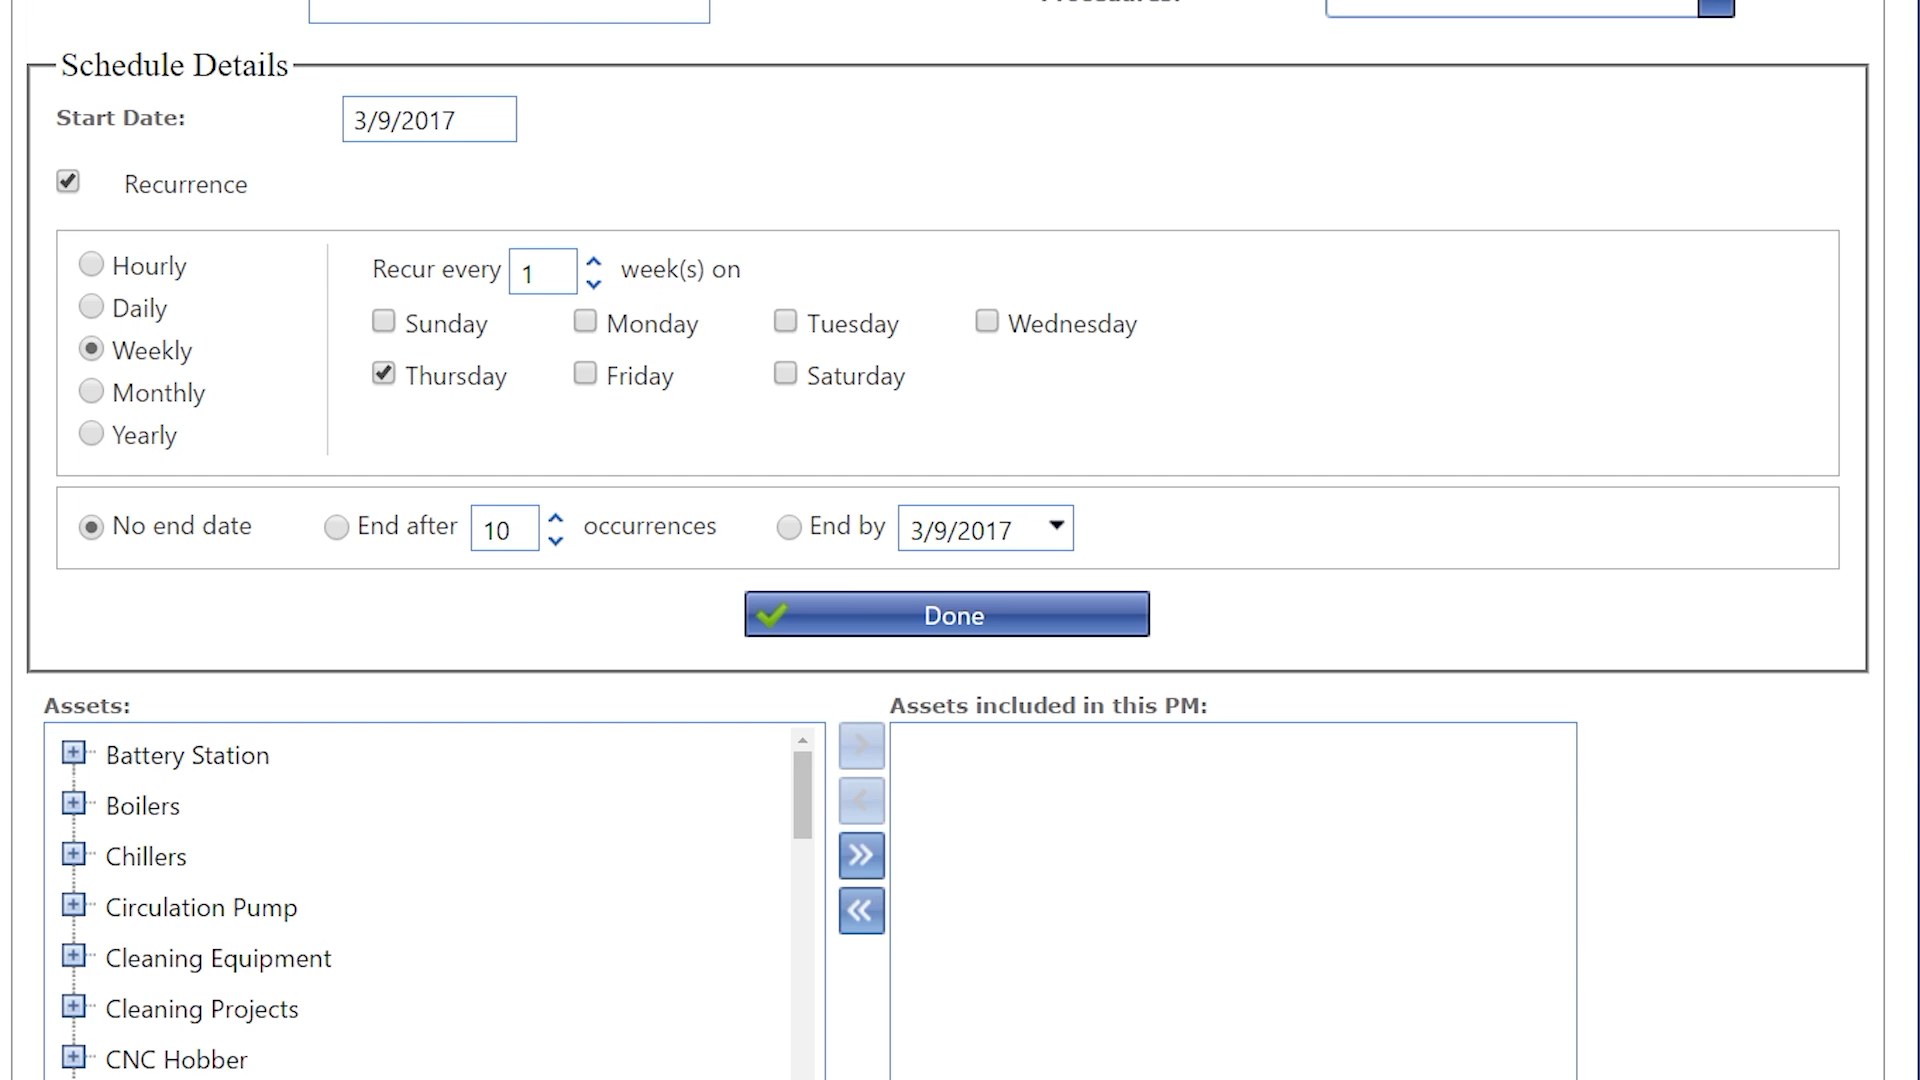 Procedures:
Schedule Details
Start Date: 3/9/2017
Recurrence
Hourly
Daily
Weekly
Monthly
Yearly
Recur every 1 week(s) on
Sunday Monday Tuesday Wednesday
Thursday Friday Saturday
No end date End after 10 occurrences End by 3/9/2017
Done
Assets: Assets included in this PM:
Battery Station
Boilers
Chillers
Circulation Pump
Cleaning Equipment
Cleaning Projects
CNC Hobber